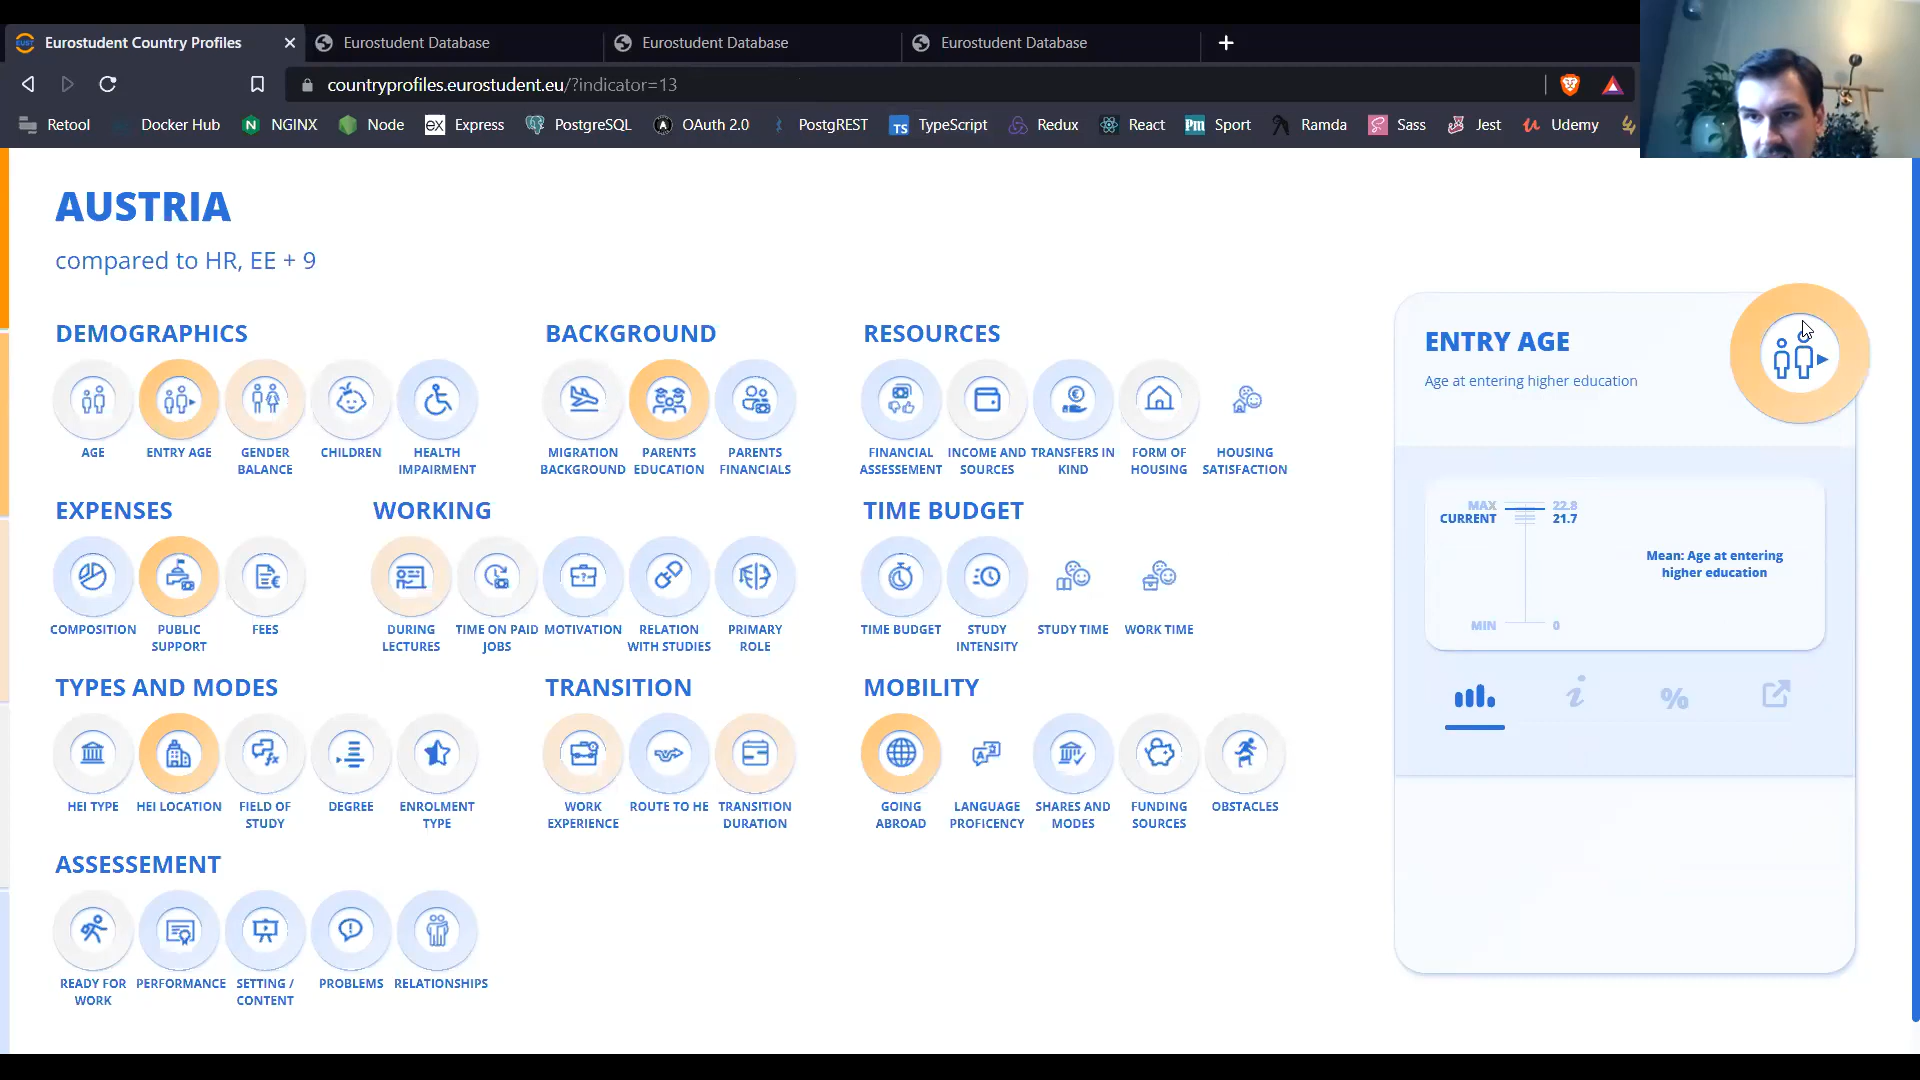 Eurostudent Country Profiles
Eurostudent Database
Eurostudent Database
Eurostudent Database
countryprofiles.eurostudent.eu/?indicator=13
Retool
Docker Hub
NGINX
Node
ex Express
PostgreSQL
OAuth 2.0
PostgREST
TS TypeScript
Redux
React
Pm Sport
Ramda
Sass
Jest
Udemy
AUSTRIA
compared to HR, EE + 9
DEMOGRAPHICS
AGE
ENTRY AGE
GENDER
BALANCE
CHILDREN
HEALTH
IMPAIRMENT
BACKGROUND
MIGRATION
BACKGROUND
PARENTS
EDUCATION
PARENTS
FINANCIALS
RESOURCES
FINANCIAL
ASSESSEMENT
INCOME AND
SOURCES
TRANSFERS IN
KIND
FORM OF
HOUSING
HOUSING
SATISFACTION
EXPENSES
COMPOSITION
PUBLIC
SUPPORT
FEES
WORKING
DURING
LECTURES
TIME ON PAID
JOBS
MOTIVATION
RELATION
WITH STUDIES
PRIMARY
ROLE
TIME BUDGET
TIME BUDGET
STUDY
INTENSITY
STUDY TIME
WORK TIME
TYPES AND MODES
HEI TYPE
HEI LOCATION
FIELD OF
STUDY
DEGREE
ENROLMENT
TYPE
TRANSITION
WORK
EXPERIENCE
ROUTE TO HE
TRANSITION
DURATION
MOBILITY
GOING
ABROAD
LANGUAGE
PROFICENCY
SHARES AND
MODES
FUNDING
SOURCES
OBSTACLES
ASSESSEMENT
READY FOR
WORK
PERFORMANCE
SETTING /
CONTENT
PROBLEMS
RELATIONSHIPS
ENTRY AGE
Age at entering higher education
MAX 22.8
CURRENT 21.7
MIN 0
Mean: Age at entering
higher education
i
%